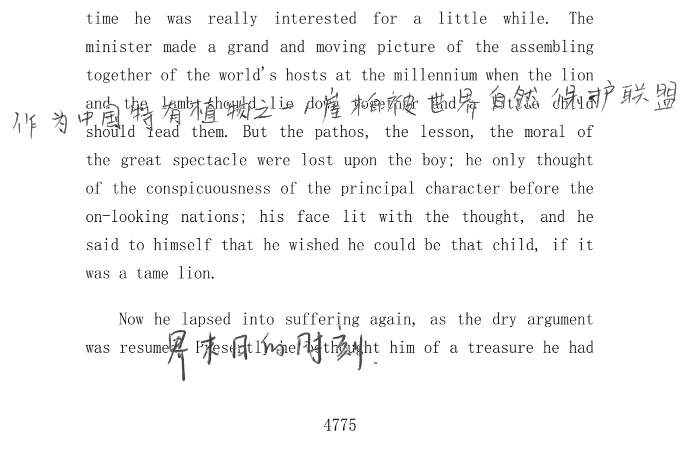 time he was really interested for a little while. The
minister made a grand and moving picture of the assembling
together of the world's hosts at the millennium when the lion
and the lamb should lie down together and a little child
作为中国特有植物之一,崖柏被世界自然保护联盟
should lead them. But the pathos, the lesson, the moral of
the great spectacle were lost upon the boy; he only thought
of the conspicuousness of the principal character before the
on-looking nations; his face lit with the thought, and he
said to himself that he wished he could be that child, if it
was a tame lion.
Now he lapsed into suffering again, as the dry argument
was resumed. Presently he bethought him of a treasure he had
界末日的时刻.
4775